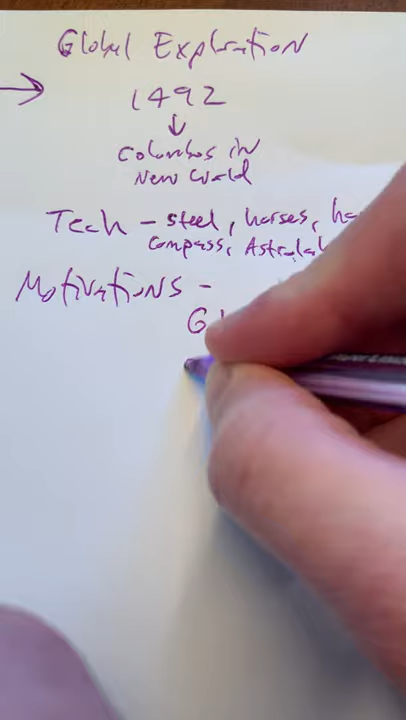 Global Exploration
1492
Columbus in
New World
Tech - steel, horses,
Compass,
Motivations -